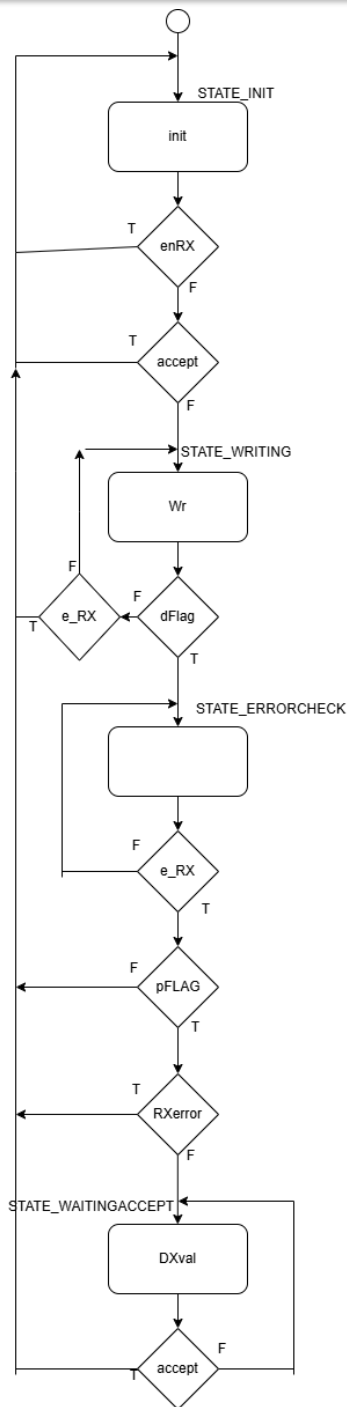 STATE_INIT
init
T
enRX
F
T
accept
F
STATE_WRITING
Wr
F
F
e_RX
dFlag
T
T
STATE_ERRORCHECK
F
e_RX
T
F
pFLAG
T
T
RXerror
F
STATE_WAITINGACCEPT
DXval
F
T
accept